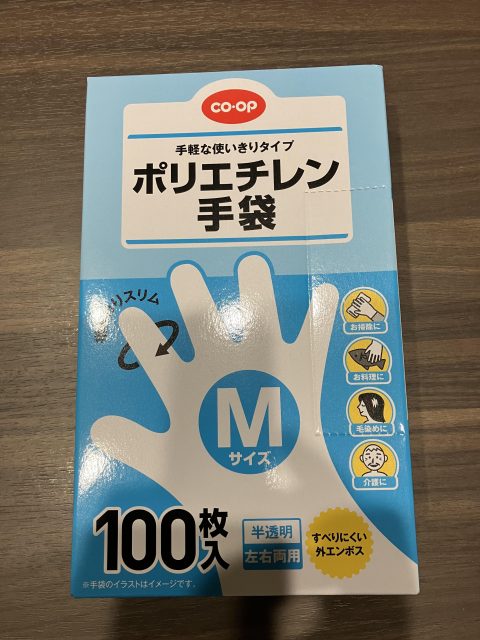 CO・OP
手軽な使いきりタイプ
ポリエチレン
手袋
スリム
お掃除に
お料理に
毛染めに
介護に
M
サイズ
100枚入
半透明
左右両用
すべりにくい
外エンボス
※手袋のイラストはイメージです。